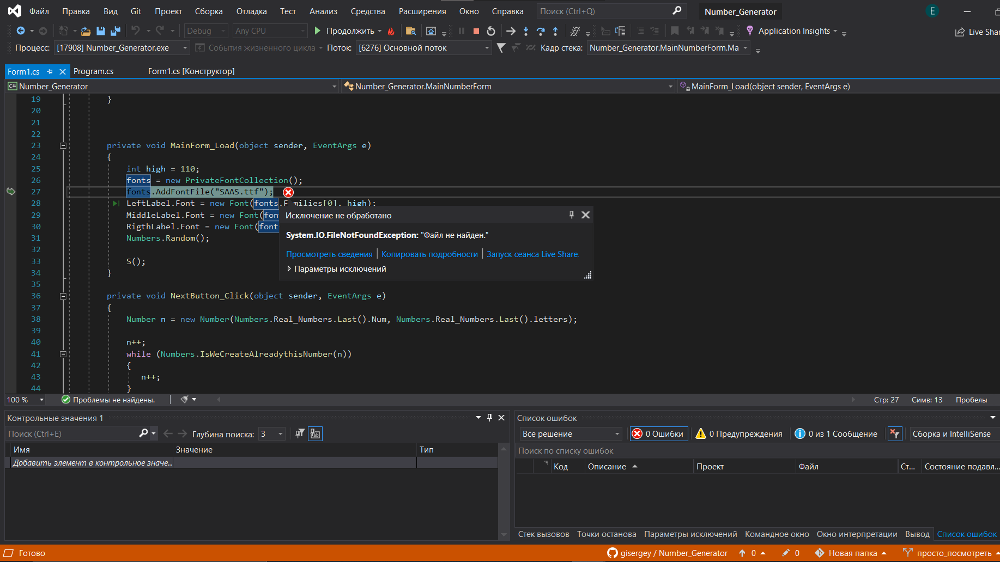 Файл Правка Вид Git Проект Сборка Отладка Тест Анализ Средства Расширения Окно Справка Поиск (Ctrl+Q) Number_Generator E
Debug Any CPU Продолжить Application Insights Live Shar
Процесс: [17908] Number_Generator.exe События жизненного цикла Поток: [6276] Основной поток Кадр стека: Number_Generator.MainNumberForm.Ma
Form1.cs Program.cs Form1.cs [Конструктор]
C# Number_Generator Number_Generator.MainNumberForm MainForm_Load(object sender, EventArgs e)
19 }
20
21
22
23 private void MainForm_Load(object sender, EventArgs e)
24 {
25 int high = 110;
26 fonts = new PrivateFontCollection();
27 fonts.AddFontFile("SAAS.ttf");
28 LeftLabel.Font = new Font(fonts.Families[0], high);
29 MiddleLabel.Font = new Font(font
30 RigthLabel.Font = new Font(font
31 Numbers.Random();
32
33 S();
34 }
35
36 private void NextButton_Click(object sender, EventArgs e)
37 {
38 Number n = new Number(Numbers.Real_Numbers.Last().Num, Numbers.Real_Numbers.Last().letters);
39
40 n++;
41 while (Numbers.IsWeCreateAlreadythisNumber(n))
42 {
43 n++;
44 }
Исключение не обработано
System.IO.FileNotFoundException: "Файл не найден."
Просмотреть сведения Копировать подробности Запуск сеанса Live Share
Параметры исключений
100 % Проблемы не найдены. Стр: 27 Симв: 13 Пробелы
Контрольные значения 1
Поиск (Ctrl+E) Глубина поиска: 3
Имя Значение Тип
Добавить элемент в контрольное значе...
Список ошибок
Все решение 0 Ошибки 0 Предупреждения 0 из 1 Сообщение Сборка и IntelliSense
Поиск по списку ошибок
Код Описание Проект Файл Ст... Состояние подавл...
Стек вызовов Точки останова Параметры исключений Командное окно Окно интерпретации Вывод Список ошибок
Готово gisergey / Number_Generator 0 0 Новая папка просто_посмотреть